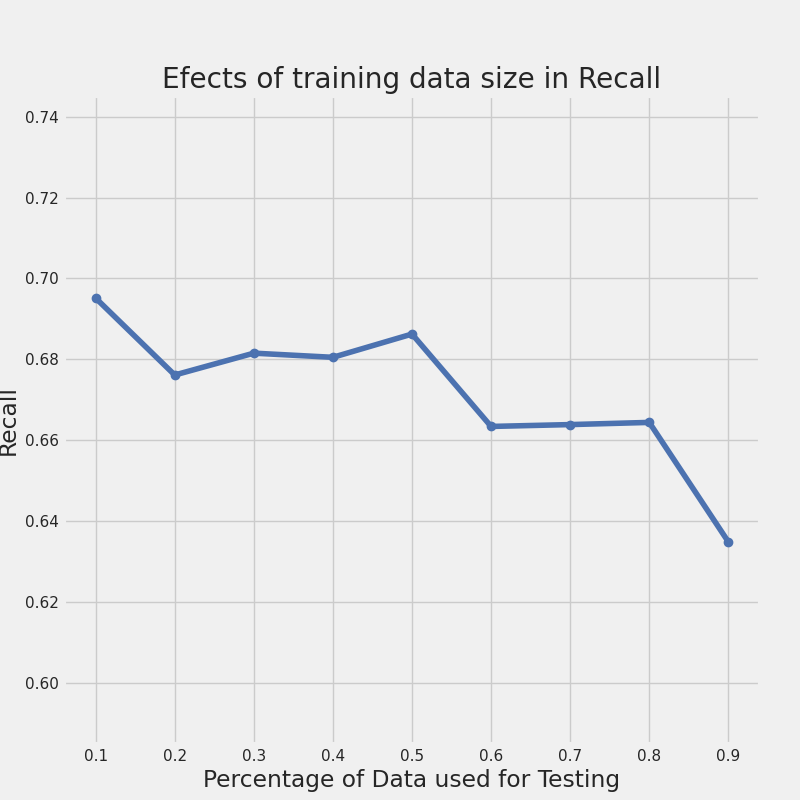 Efects of training data size in Recall
0.74
0.72
0.70
0.68
0.66
0.64
0.62
0.60
Recall
0.1 0.2 0.3 0.4 0.5 0.6 0.7 0.8 0.9
Percentage of Data used for Testing